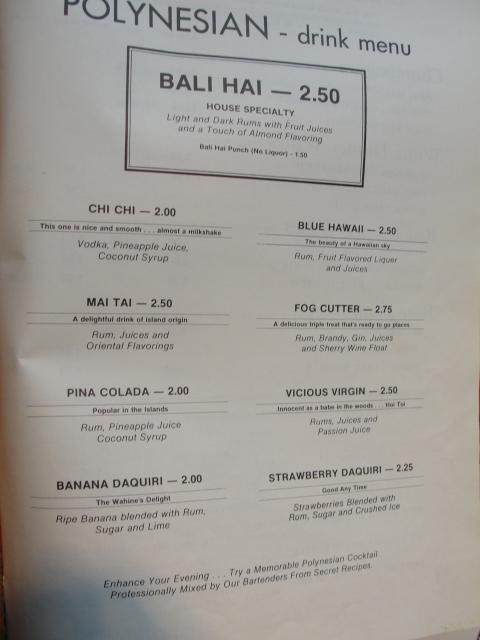 POLYNESIAN - drink menu
BALI HAI — 2.50
HOUSE SPECIALTY
Light and Dark Rums with Fruit Juices
and a Touch of Almond Flavoring
Bali Hai Punch (No Liquor) - 1.50
CHI CHI — 2.00
This one is nice and smooth . . . almost a milkshake
Vodka, Pineapple Juice,
Coconut Syrup
BLUE HAWAII — 2.50
The beauty of a Hawaiian sky
Rum, Fruit Flavored Liquer
and Juices
MAI TAI — 2.50
A delightful drink of island origin
Rum, Juices and
Oriental Flavorings
FOG CUTTER — 2.75
A delicious triple treat that's ready to go places
Rum, Brandy, Gin, Juices
and Sherry Wine Float
PINA COLADA — 2.00
Popular in the Islands
Rum, Pineapple Juice
Coconut Syrup
VICIOUS VIRGIN — 2.50
Innocent as a babe in the woods . . . Hoi Toi
Rums, Juices and
Passion Juice
BANANA DAQUIRI — 2.00
The Wahine's Delight
Ripe Banana blended with Rum,
Sugar and Lime
STRAWBERRY DAQUIRI — 2.25
Good Any Time
Strawberries Blended with
Rum, Sugar and Crushed Ice
Enhance Your Evening . . . Try a Memorable Polynesian Cocktail
Professionally Mixed by Our Bartenders From Secret Recipes.